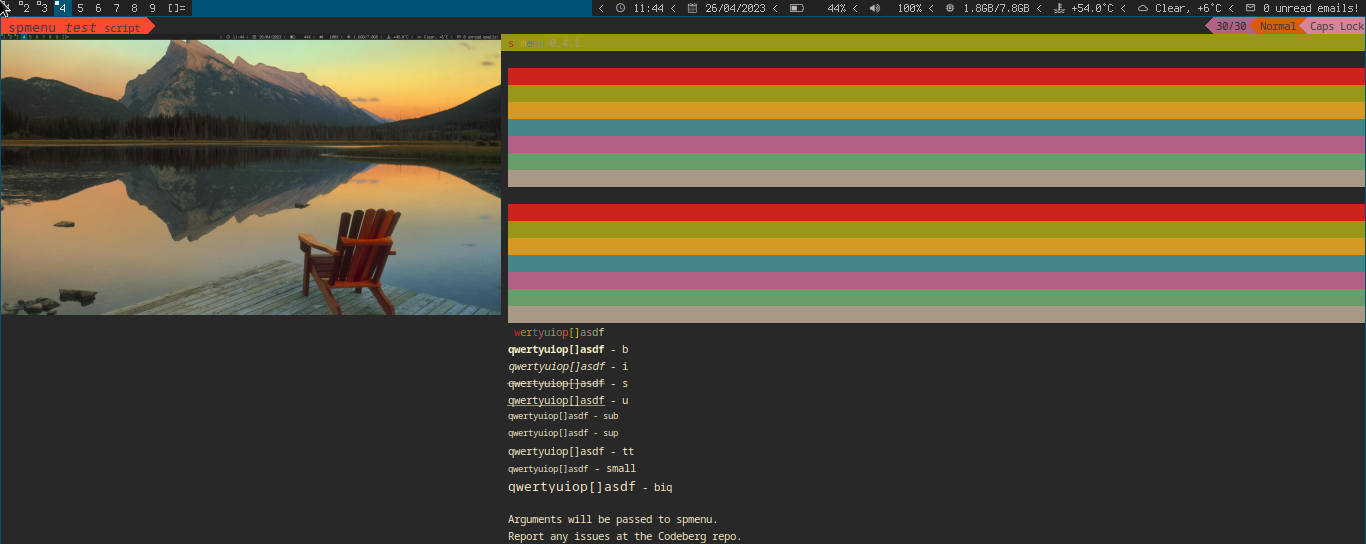 1 2 3 4 5 6 7 8 9 []= < 11:44 < 26/04/2023 < 44% < 100% < 1.8GB/7.8GB < +54.0°C < Clear, +6°C < 0 unread emails!
spmenu test script 30/30 Normal Caps Lock
s menu 0.4.1
wertyuiop[]asdf
qwertyuiop[]asdf - b
qwertyuiop[]asdf - i
qwertyuiop[]asdf - s
qwertyuiop[]asdf - u
qwertyuiop[]asdf - sub
qwertyuiop[]asdf - sup
qwertyuiop[]asdf - tt
qwertyuiop[]asdf - small
qwertyuiop[]asdf - big
Arguments will be passed to spmenu.
Report any issues at the Codeberg repo.